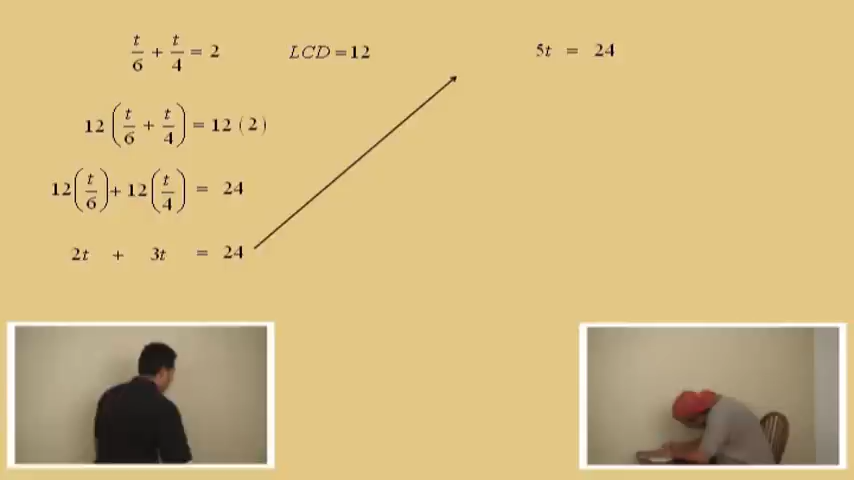 t/6 + t/4 = 2    LCD = 12
12 ( t/6 + t/4 ) = 12 ( 2 )
12 ( t/6 ) + 12 ( t/4 ) = 24
2t + 3t = 24
5t = 24